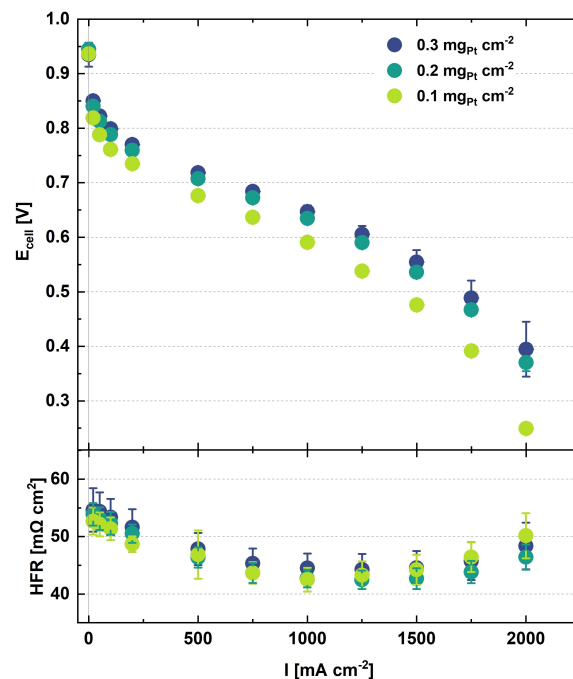 1.0
0.3 mgPt cm-2
0.9
0.2 mgPt cm-2
0.1 mgPt cm-2
0.8
0.7
Ecell [V]
0.6
0.5
0.4
0.3
60
HFR [mΩ cm2]
50
40
0 500 1000 1500 2000
I [mA cm-2]